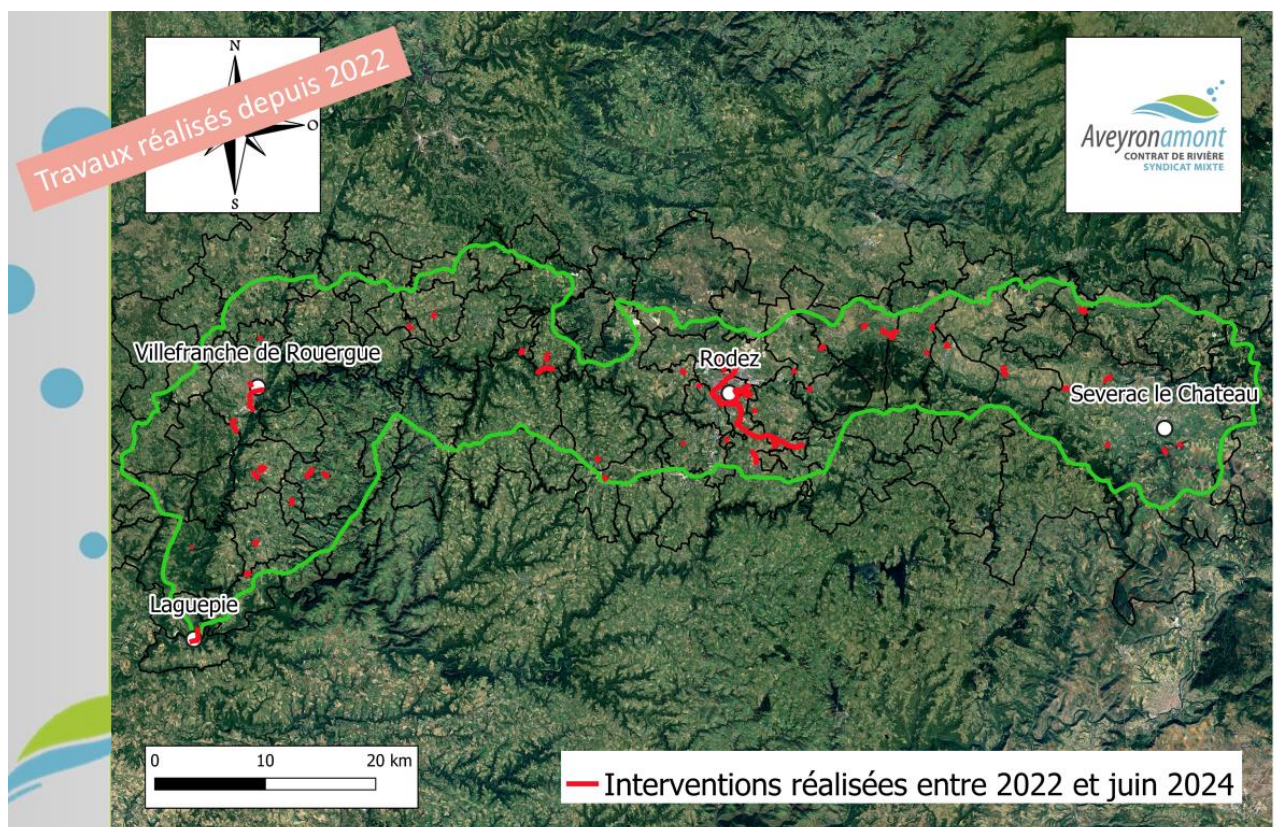 Travaux réalisés depuis 2022
N
O
S
Aveyronamont
CONTRAT DE RIVIÈRE
SYNDICAT MIXTE
Villefranche de Rouergue
Rodez
Severac le Chateau
Laguepie
0 10 20 km
Interventions réalisées entre 2022 et juin 2024